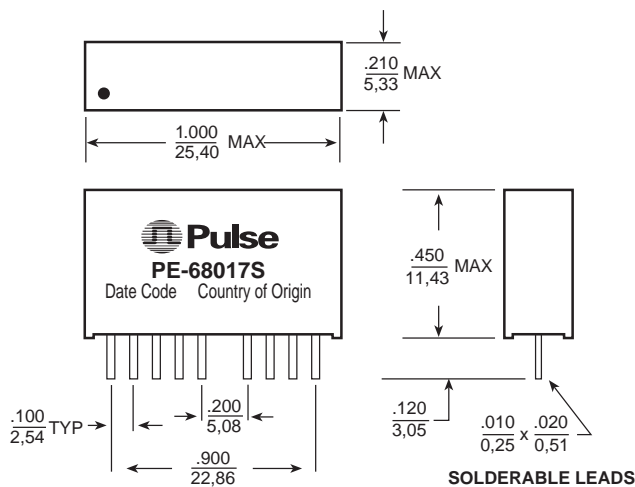 .210
5,33 MAX
1.000
25,40 MAX
Pulse
PE-68017S
Date Code Country of Origin
.450
11,43 MAX
.100
2,54 TYP
.200
5,08
.900
22,86
.120
3,05
.010 x .020
0,25 0,51
SOLDERABLE LEADS